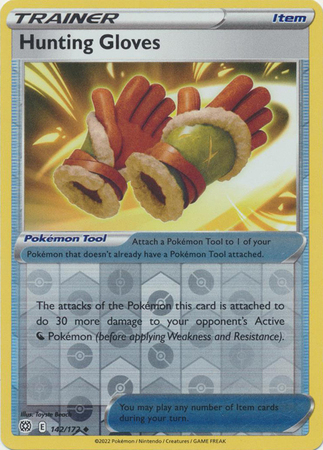 TRAINER Item
Hunting Gloves
Pokémon Tool
Attach a Pokémon Tool to 1 of your
Pokémon that doesn't already have a Pokémon Tool attached.
The attacks of the Pokémon this card is attached to
do 30 more damage to your opponent's Active
Pokémon (before applying Weakness and Resistance).
Illus. Toyste Beach
E 142/172
You may play any number of Item cards
during your turn.
©2022 Pokémon / Nintendo / Creatures / GAME FREAK